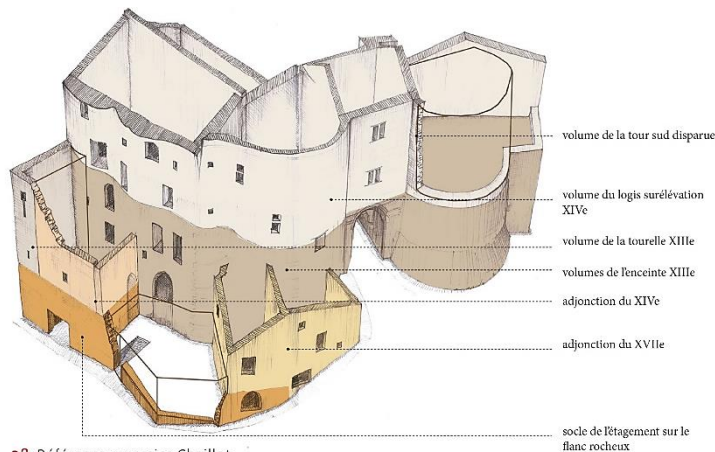 volume de la tour sud disparue
volume du logis surélévation
XIVe
volume de la tourelle XIIIe
volumes de l'enceinte XIIIe
adjonction du XIVe
adjonction du XVIIe
socle de l'étagement sur le
flanc rocheux